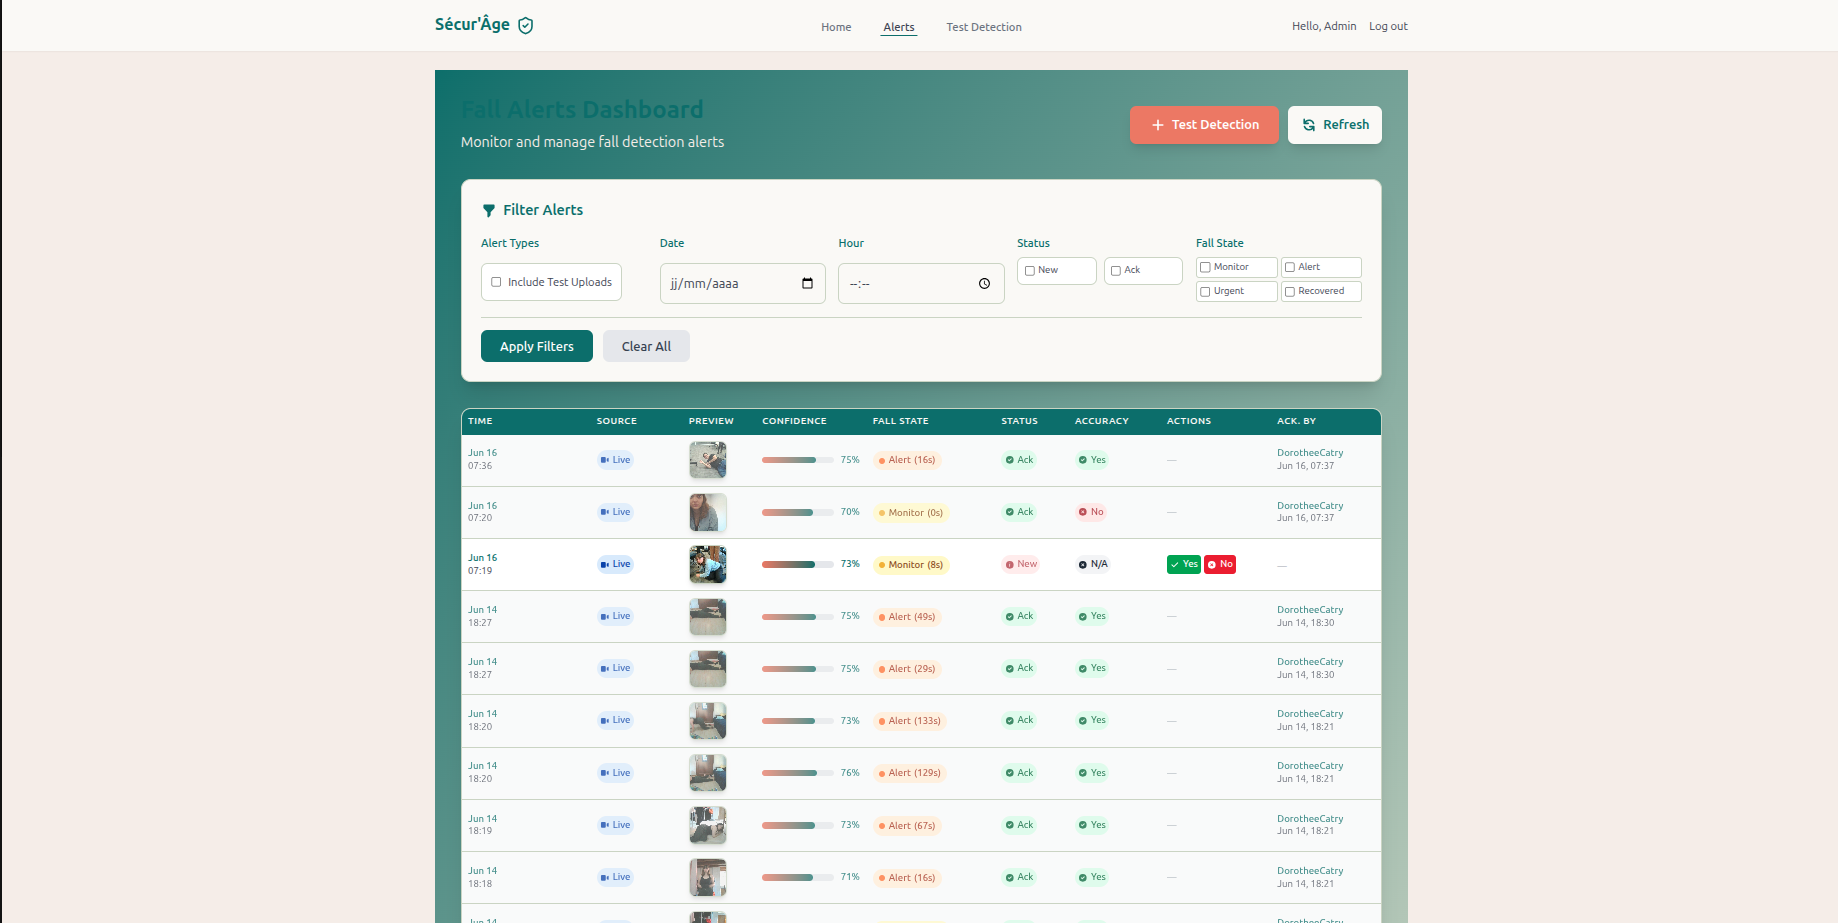 Sécur'Âge
Home Alerts Test Detection
Hello, Admin Log out
Fall Alerts Dashboard
Monitor and manage fall detection alerts
Test Detection Refresh
Filter Alerts
Alert Types Date Hour Status Fall State
Include Test Uploads jj/mm/aaaa --:-- New Ack Monitor Alert
Urgent Recovered
Apply Filters Clear All
TIME SOURCE PREVIEW CONFIDENCE FALL STATE STATUS ACCURACY ACTIONS ACK. BY
Jun 16 DorotheeCatry
07:36 Live 75% Alert (16s) Ack Yes — Jun 16, 07:37
Jun 16 DorotheeCatry
07:20 Live 70% Monitor (0s) Ack No — Jun 16, 07:37
Jun 16
07:19 Live 73% Monitor (8s) New N/A Yes No —
Jun 14 DorotheeCatry
18:27 Live 75% Alert (49s) Ack Yes — Jun 14, 18:30
Jun 14 DorotheeCatry
18:27 Live 75% Alert (29s) Ack Yes — Jun 14, 18:30
Jun 14 DorotheeCatry
18:20 Live 73% Alert (133s) Ack Yes — Jun 14, 18:21
Jun 14 DorotheeCatry
18:20 Live 76% Alert (129s) Ack Yes — Jun 14, 18:21
Jun 14 DorotheeCatry
18:19 Live 73% Alert (67s) Ack Yes — Jun 14, 18:21
Jun 14 DorotheeCatry
18:18 Live 71% Alert (16s) Ack Yes — Jun 14, 18:21
Jun 14 DorotheeCatry